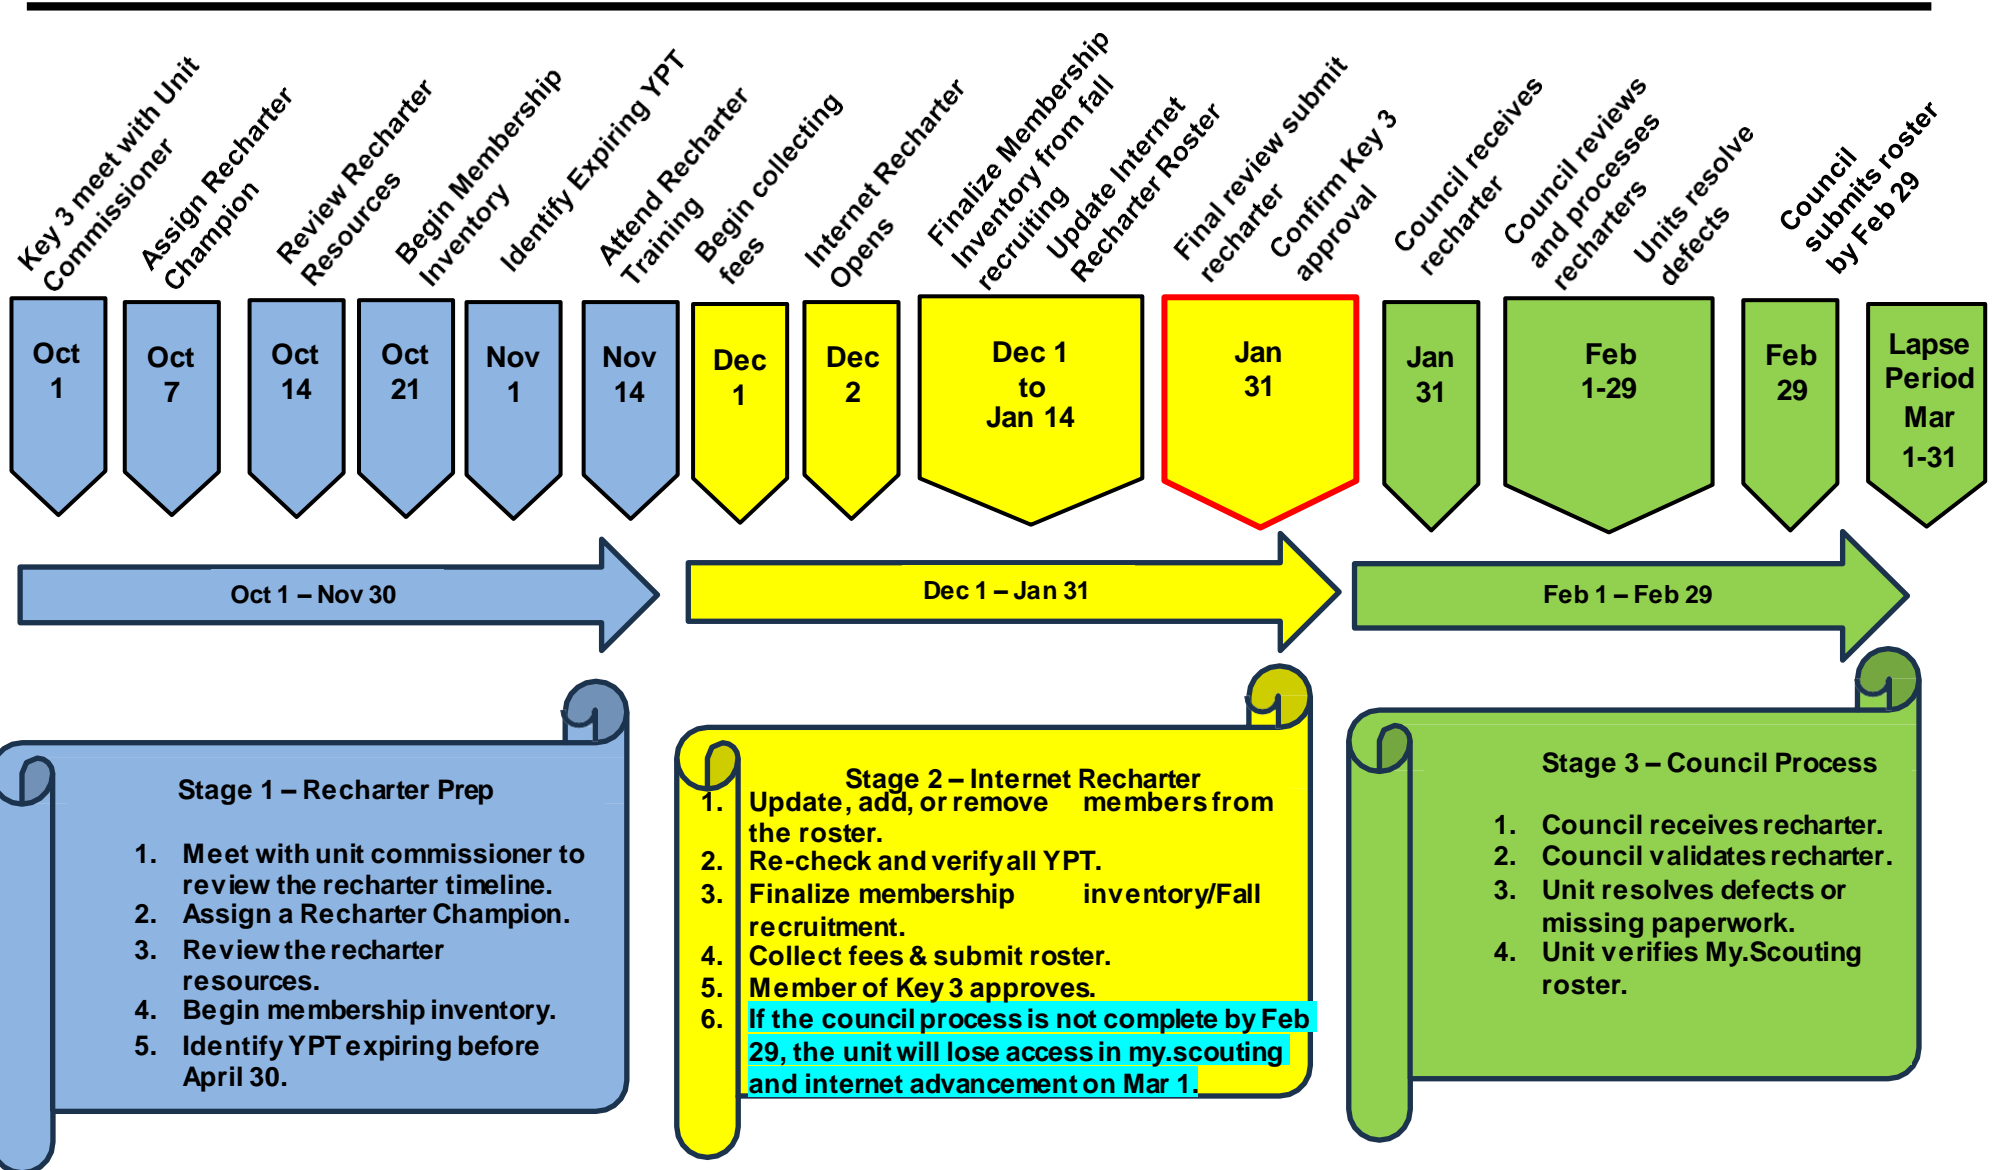 Key 3 meet with Unit
Commissioner
Assign Recharter
Champion
Review Recharter
Resources
Begin Membership
Inventory
Identify Expiring YPT
Attend Recharter
Training
Begin collecting
fees
Internet Recharter
Opens
Finalize Membership
Inventory from fall
recruiting
Update Internet
Recharter Roster
Final review submit
recharter
Confirm Key 3
approval
Council receives
recharter
Council reviews
and processes
recharters
Units resolve
defects
Council
submits roster
by Feb 29
Oct
1
Oct
7
Oct
14
Oct
21
Nov
1
Nov
14
Dec
1
Dec
2
Dec 1
to
Jan 14
Jan
31
Jan
31
Feb
1-29
Feb
29
Lapse
Period
Mar
1-31
Oct 1 – Nov 30
Dec 1 – Jan 31
Feb 1 – Feb 29
Stage 1 – Recharter Prep
1. Meet with unit commissioner to
review the recharter timeline.
2. Assign a Recharter Champion.
3. Review the recharter
resources.
4. Begin membership inventory.
5. Identify YPT expiring before
April 30.
Stage 2 – Internet Recharter
1. Update, add, or remove members from
the roster.
2. Re-check and verify all YPT.
3. Finalize membership inventory/Fall
recruitment.
4. Collect fees & submit roster.
5. Member of Key 3 approves.
6. If the council process is not complete by Feb
29, the unit will lose access in my.scouting
and internet advancement on Mar 1.
Stage 3 – Council Process
1. Council receives recharter.
2. Council validates recharter.
3. Unit resolves defects or
missing paperwork.
4. Unit verifies My.Scouting
roster.